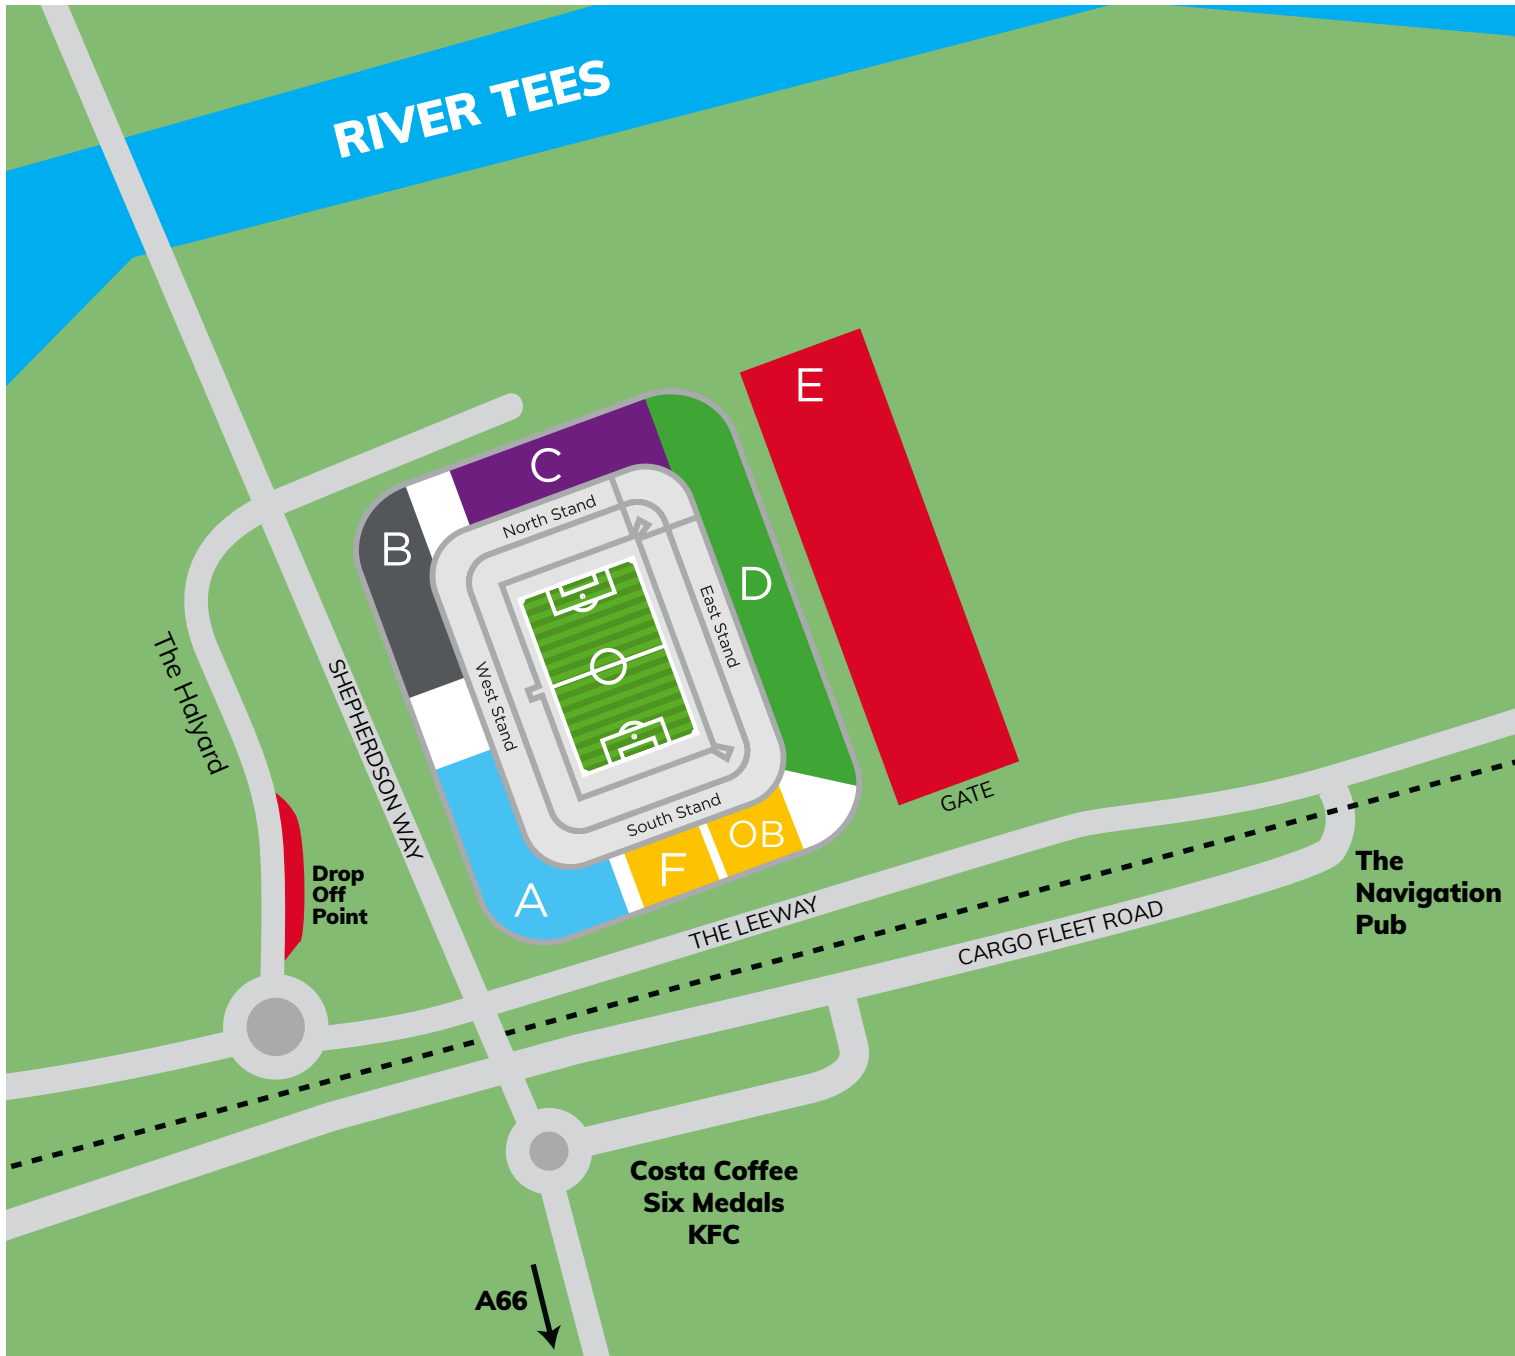 RIVER TEES
E
C
North Stand
B
D
East Stand
The Halyard
SHEPHERDSON WAY
West Stand
GATE
South Stand
OB
F
A
Drop
Off
Point
The
Navigation
Pub
THE LEEWAY
CARGO FLEET ROAD
Costa Coffee
Six Medals
KFC
A66